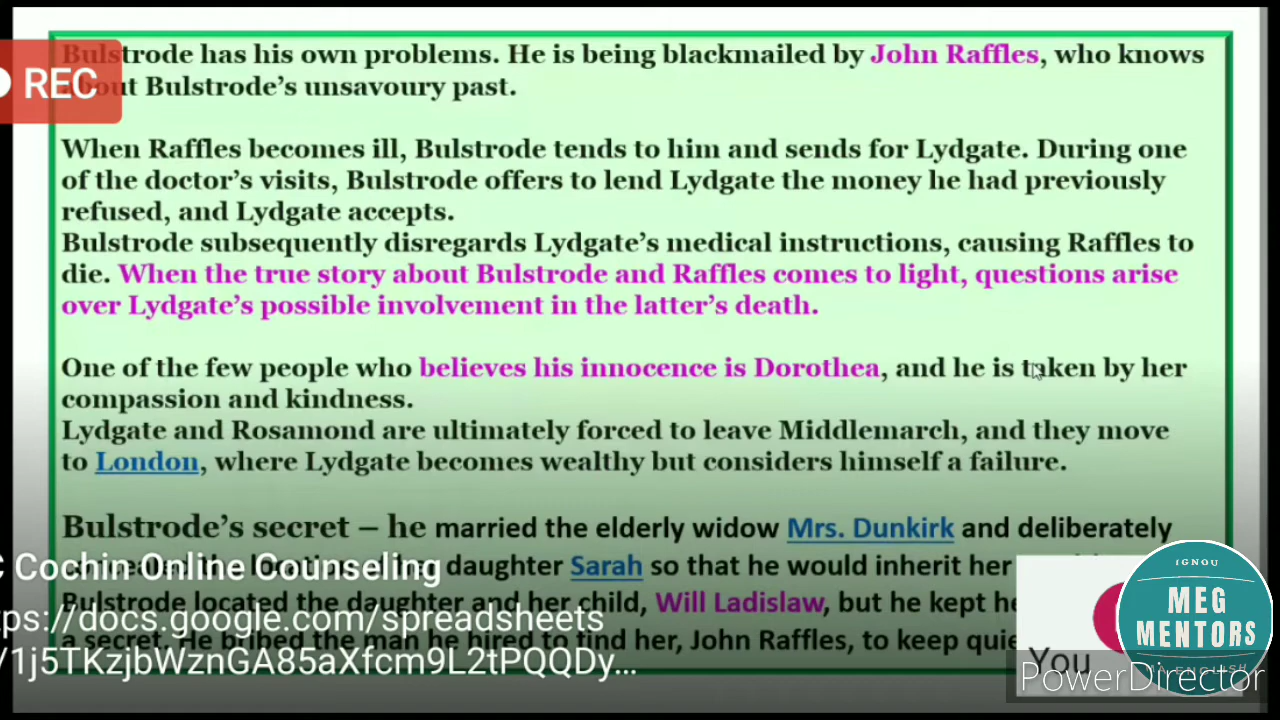 Bulstrode has his own problems. He is being blackmailed by John Raffles, who knows
REC
about Bulstrode's unsavoury past.
When Raffles becomes ill, Bulstrode tends to him and sends for Lydgate. During one
of the doctor's visits, Bulstrode offers to lend Lydgate the money he had previously
refused, and Lydgate accepts.
Bulstrode subsequently disregards Lydgate's medical instructions, causing Raffles to
die. When the true story about Bulstrode and Raffles comes to light, questions arise
over Lydgate's possible involvement in the latter's death.
One of the few people who believes his innocence is Dorothea, and he is taken by her
compassion and kindness.
Lydgate and Rosamond are ultimately forced to leave Middlemarch, and they move
to London, where Lydgate becomes wealthy but considers himself a failure.
Bulstrode's secret – he married the elderly widow Mrs. Dunkirk and deliberately
daughter Sarah so that he would inherit her
Bulstrode located the daughter and her child, Will Ladislaw, but he kept
a secret. He bribed the man he hired to find her, John Raffles, to keep
C Cochin Online Counseling
ps://docs.google.com/spreadsheets
/1j5TKzjbWznGA85aXfcm9L2tPQQDy...
You
IGNOU
MEG
MENTORS
MA ENGLISH
PowerDirector